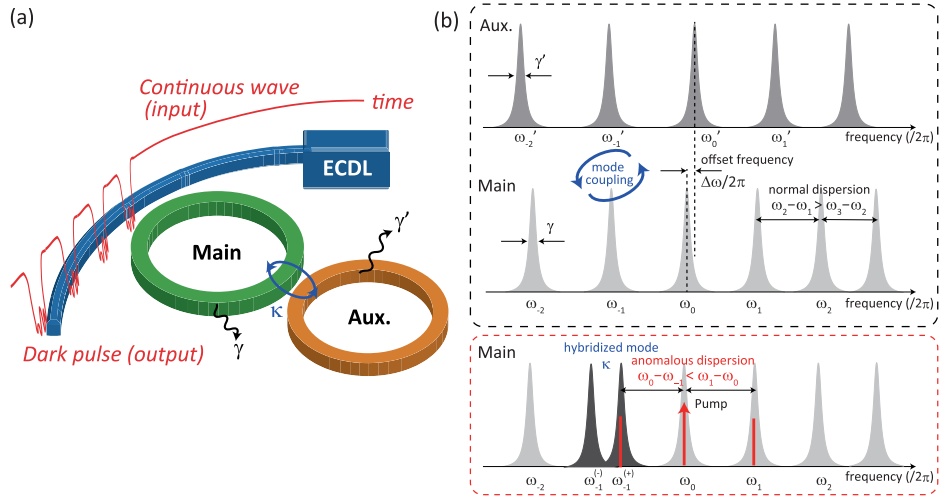 (a)
Continuous wave
(input)
time
ECDL
Main
γ'
κ
Aux.
γ
Dark pulse (output)
(b)
Aux.
γ'
ω-2' ω-1' ω0' ω1' frequency (/2π)
mode
coupling
offset frequency
Δω/2π
Main
normal dispersion
ω2−ω1 > ω3−ω2
γ
ω-2 ω-1 ω0 ω1 ω2 frequency (/2π)
Main
hybridized mode
κ
anomalous dispersion
ω0−ω−1 < ω1−ω0
Pump
ω-2 ω-1(-) ω-1(+) ω0 ω1 ω2 frequency (/2π)